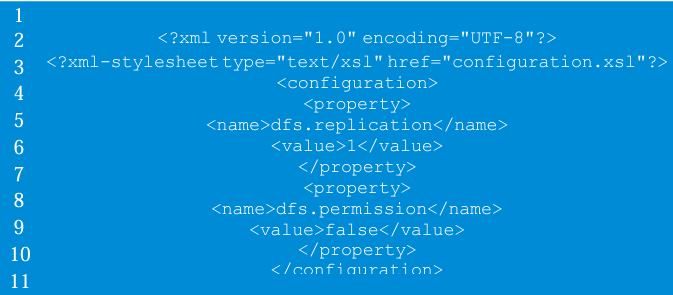 1
2
3
4
5
6
7
8
9
10
11
<?xml version="1.0" encoding="UTF-8"?>
<?xml-stylesheet type="text/xsl" href="configuration.xsl"?>
<configuration>
<property>
<name>dfs.replication</name>
<value>1</value>
</property>
<property>
<name>dfs.permission</name>
<value>false</value>
</property>
</configuration>